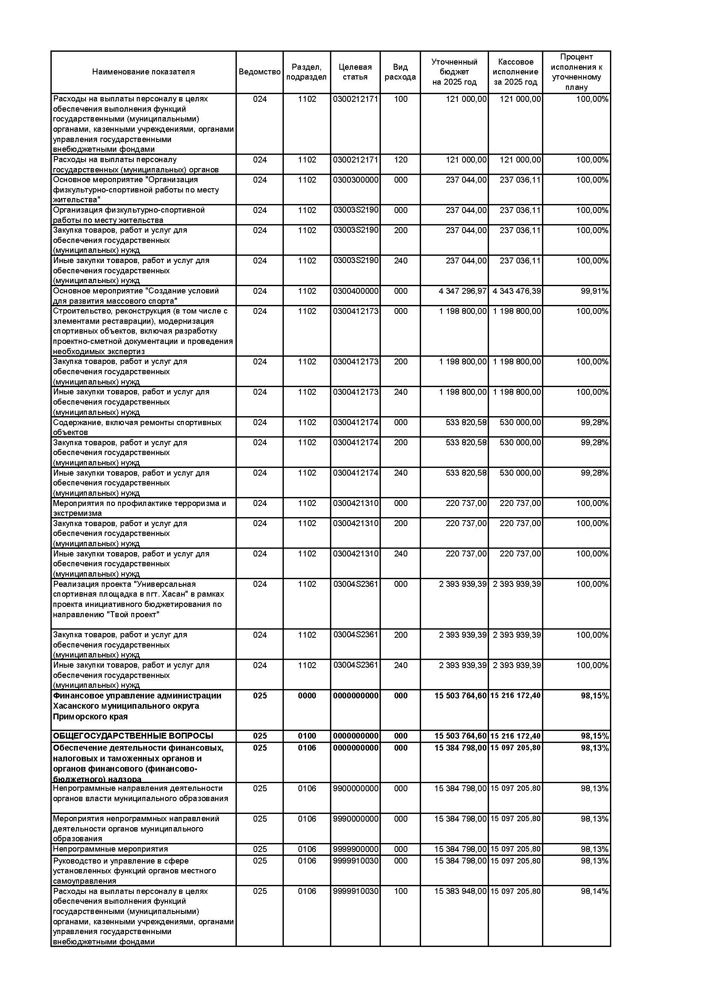 Наименование показателя Ведомство Раздел, подраздел Целевая статья Вид расхода Уточненный бюджет на 2025 год Кассовое исполнение за 2025 год Процент исполнения к уточненному плану
Расходы на выплаты персоналу в целях 024 1102 0300212171 100 121 000,00 121 000,00 100,00%
обеспечения выполнения функций
государственными (муниципальными)
органами, казенными учреждениями, органами
управления государственными
внебюджетными фондами
Расходы на выплаты персоналу 024 1102 0300212171 120 121 000,00 121 000,00 100,00%
государственных (муниципальных) органов
Основное мероприятие "Организация 024 1102 0300300000 000 237 044,00 237 036,11 100,00%
физкультурно-спортивной работы по месту
жительства"
Организация физкультурно-спортивной 024 1102 03003S2190 000 237 044,00 237 036,11 100,00%
работы по месту жительства
Закупка товаров, работ и услуг для 024 1102 03003S2190 200 237 044,00 237 036,11 100,00%
обеспечения государственных
(муниципальных) нужд
Иные закупки товаров, работ и услуг для 024 1102 03003S2190 240 237 044,00 237 036,11 100,00%
обеспечения государственных
(муниципальных) нужд
Основное мероприятие "Создание условий 024 1102 0300400000 000 4 347 296,97 4 343 476,39 99,91%
для развития массового спорта"
Строительство, реконструкция (в том числе с 024 1102 0300412173 000 1 198 800,00 1 198 800,00 100,00%
элементами реставрации), модернизация
спортивных объектов, включая разработку
проектно-сметной документации и проведения
необходимых экспертиз
Закупка товаров, работ и услуг для 024 1102 0300412173 200 1 198 800,00 1 198 800,00 100,00%
обеспечения государственных
(муниципальных) нужд
Иные закупки товаров, работ и услуг для 024 1102 0300412173 240 1 198 800,00 1 198 800,00 100,00%
обеспечения государственных
(муниципальных) нужд
Содержание, включая ремонты спортивных 024 1102 0300412174 000 533 820,58 530 000,00 99,28%
объектов
Закупка товаров, работ и услуг для 024 1102 0300412174 200 533 820,58 530 000,00 99,28%
обеспечения государственных
(муниципальных) нужд
Иные закупки товаров, работ и услуг для 024 1102 0300412174 240 533 820,58 530 000,00 99,28%
обеспечения государственных
(муниципальных) нужд
Мероприятия по профилактике терроризма и 024 1102 0300421310 000 220 737,00 220 737,00 100,00%
экстремизма
Закупка товаров, работ и услуг для 024 1102 0300421310 200 220 737,00 220 737,00 100,00%
обеспечения государственных
(муниципальных) нужд
Иные закупки товаров, работ и услуг для 024 1102 0300421310 240 220 737,00 220 737,00 100,00%
обеспечения государственных
(муниципальных) нужд
Реализация проекта "Универсальная 024 1102 03004S2361 000 2 393 939,39 2 393 939,39 100,00%
спортивная площадка в пгт. Хасан" в рамках
проекта инициативного бюджетирования по
направлению "Твой проект"
Закупка товаров, работ и услуг для 024 1102 03004S2361 200 2 393 939,39 2 393 939,39 100,00%
обеспечения государственных
(муниципальных) нужд
Иные закупки товаров, работ и услуг для 024 1102 03004S2361 240 2 393 939,39 2 393 939,39 100,00%
обеспечения государственных
(муниципальных) нужд
Финансовое управление администрации 025 0000 0000000000 000 15 503 764,60 15 216 172,40 98,15%
Хасанского муниципального округа
Приморского края
ОБЩЕГОСУДАРСТВЕННЫЕ ВОПРОСЫ 025 0100 0000000000 000 15 503 764,60 15 216 172,40 98,15%
Обеспечение деятельности финансовых, 025 0106 0000000000 000 15 384 798,00 15 097 205,80 98,13%
налоговых и таможенных органов и
органов финансового (финансово-
бюджетного) надзора
Непрограммные направления деятельности 025 0106 9900000000 000 15 384 798,00 15 097 205,80 98,13%
органов власти муниципального образования
Мероприятия непрограммных направлений 025 0106 9990000000 000 15 384 798,00 15 097 205,80 98,13%
деятельности органов муниципального
образования
Непрограммные мероприятия 025 0106 9999900000 000 15 384 798,00 15 097 205,80 98,13%
Руководство и управление в сфере 025 0106 9999910030 000 15 384 798,00 15 097 205,80 98,13%
установленных функций органов местного
самоуправления
Расходы на выплаты персоналу в целях 025 0106 9999910030 100 15 383 948,00 15 097 205,80 98,14%
обеспечения выполнения функций
государственными (муниципальными)
органами, казенными учреждениями, органами
управления государственными
внебюджетными фондами